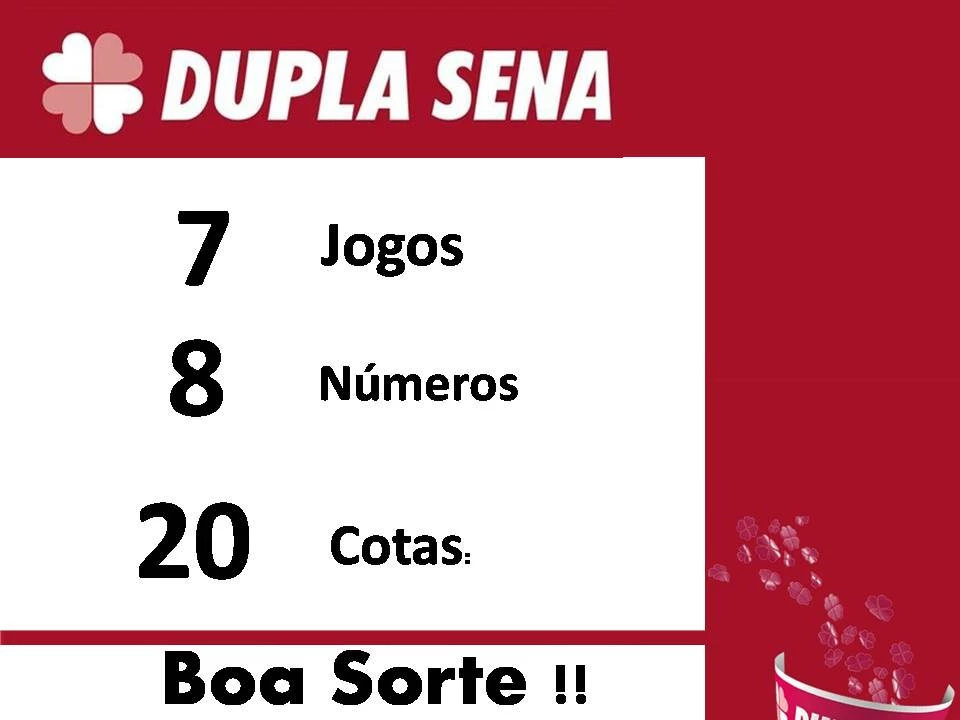 DUPLA SENA
7 Jogos
8 Números
20 Cotas:
Boa Sorte !!